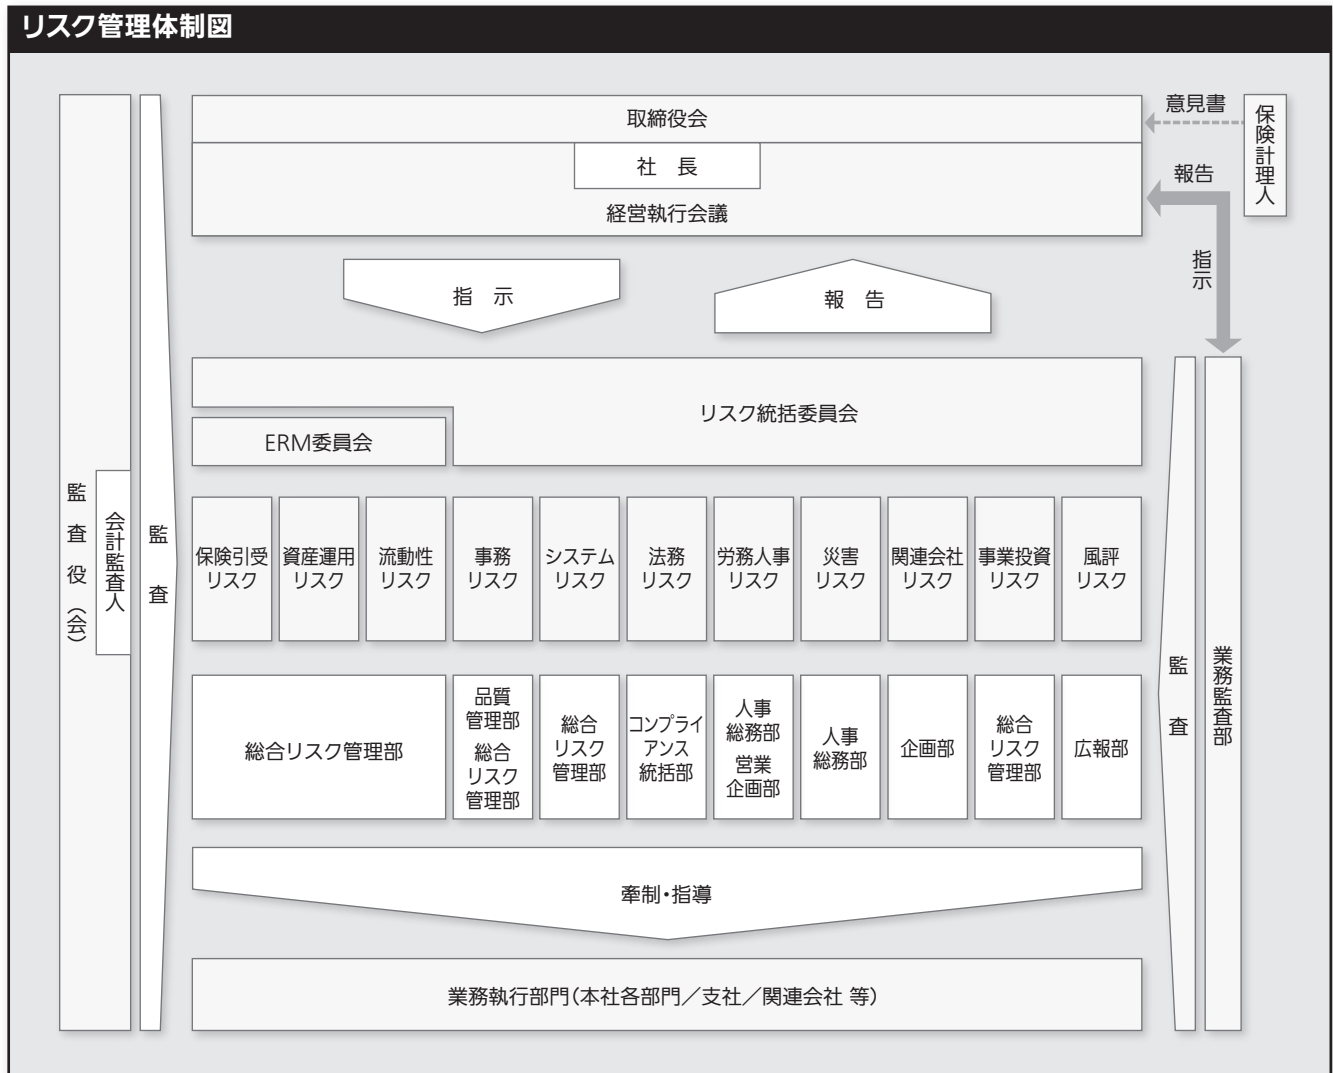 リスク管理体制図
取締役会
社　長
経営執行会議
意見書
保険計理人
報告
指示
指　示
報　告
リスク統括委員会
ERM委員会
監査役（会）
会計監査人
監　査
保険引受
リスク
資産運用
リスク
流動性
リスク
事務
リスク
システム
リスク
法務
リスク
労務人事
リスク
災害
リスク
関連会社
リスク
事業投資
リスク
風評
リスク
総合リスク管理部
品質
管理部
総合
リスク
管理部
総合
リスク
管理部
コンプライ
アンス
統括部
人事
総務部
営業
企画部
人事
総務部
企画部
総合
リスク
管理部
広報部
監　査
業務監査部
牽制・指導
業務執行部門（本社各部門／支社／関連会社 等）